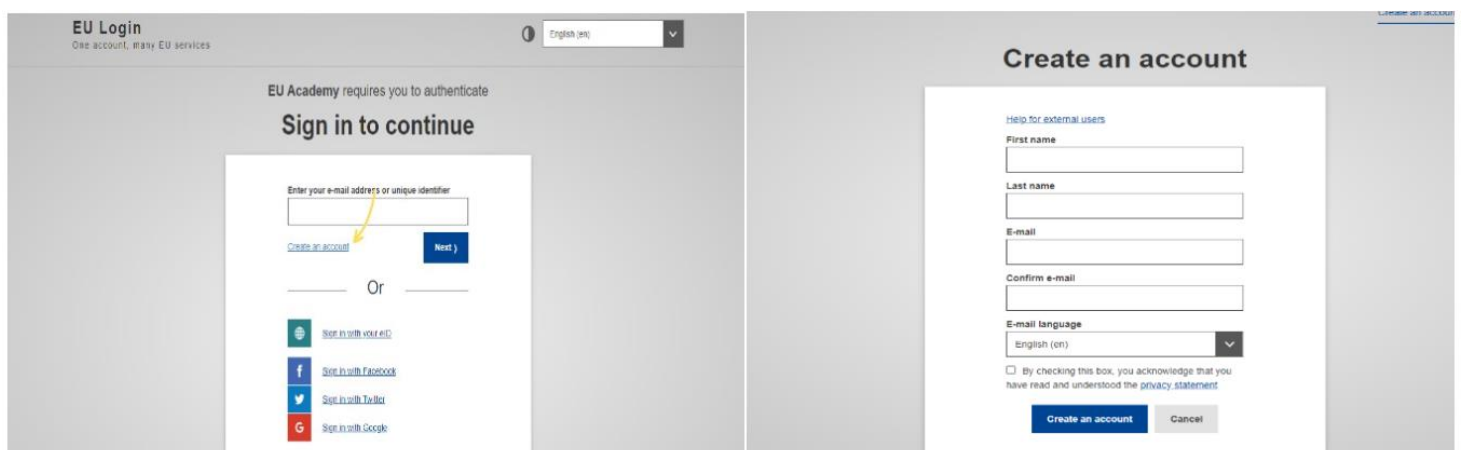 EU Login
One account, many EU services
English (en)
EU Academy requires you to authenticate
Sign in to continue
Enter your e-mail address or unique identifier
Create an account
Next ›
Or
Sign in with your eID
f
Sign in with Facebook
Sign in with Twitter
G
Sign in with Google
Create an account
Create an account
Help for external users
First name
Last name
E-mail
Confirm e-mail
E-mail language
English (en)
By checking this box, you acknowledge that you
have read and understood the privacy statement
Create an account
Cancel